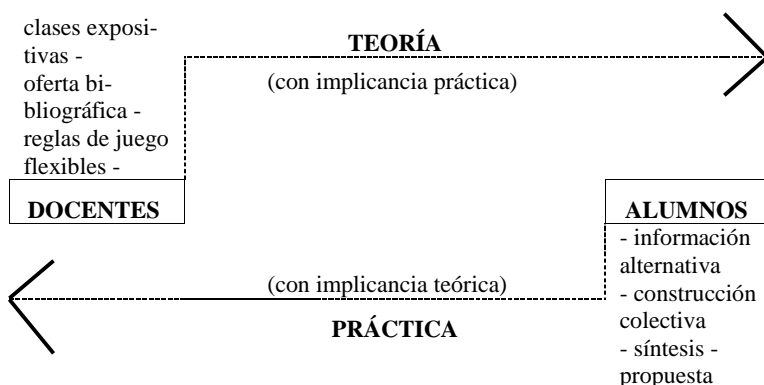 clases exposi-
tivas -
oferta bi-
bliográfica -
reglas de juego
flexibles -
DOCENTES
TEORÍA
(con implicancia práctica)
ALUMNOS
- información
alternativa
- construcción
colectiva
- síntesis -
propuesta
(con implicancia teórica)
PRÁCTICA